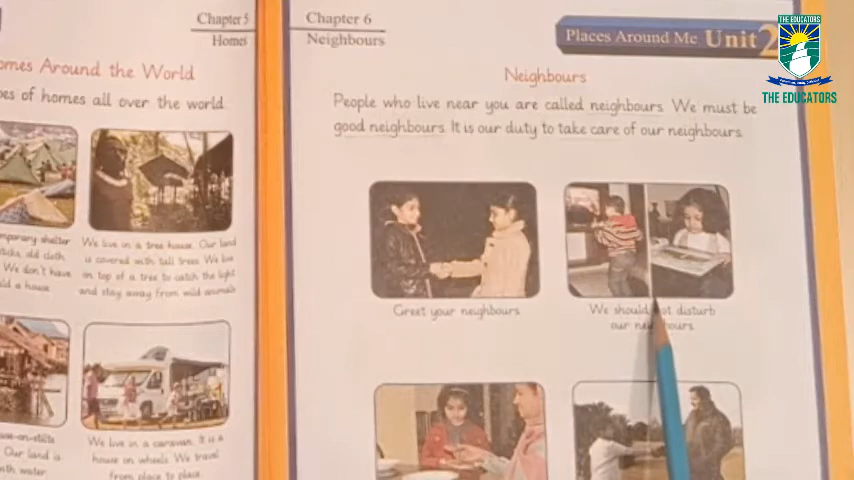 Chapter 5
Homes
omes Around the World
es of homes all over the world
mporary shelter
old cloth
We don't have
ld a house
We live in a tree house. Our land
is covered with tall trees. We live
on top of a tree to catch the light
and stay away from wild animals
use-on-stilts
Our land is
with water
We live in a caravan. It is a
house on wheels. We travel
from place to place.
Chapter 6
Neighbours
Places Around Me Unit 2
Neighbours
People who live near you are called neighbours. We must be
good neighbours. It is our duty to take care of our neighbours.
Greet your neighbours
We should not disturb
our neighbours
THE EDUCATORS
THE EDUCATORS